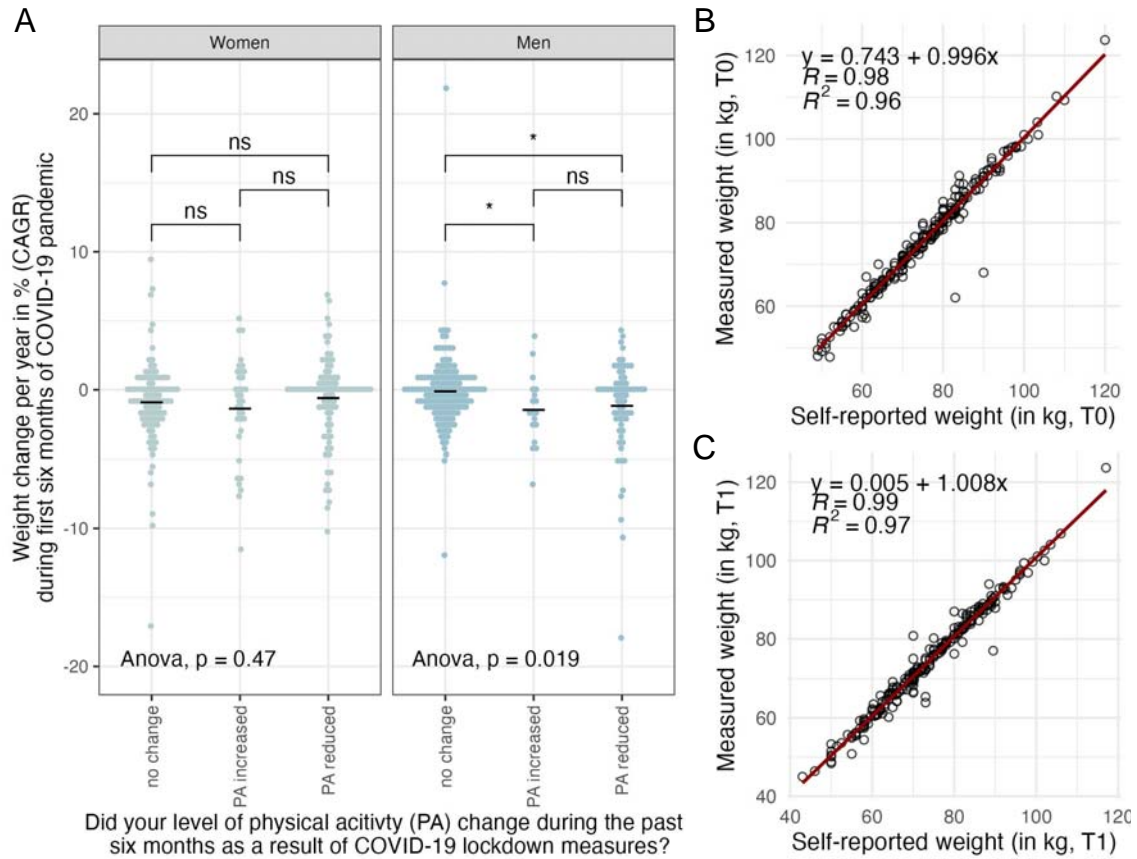 A
Women
Men
Weight change per year in % (CAGR)
during first six months of COVID-19 pandemic
20
10
0
-10
-20
ns
ns
ns
*
ns
*
Anova, p = 0.47
Anova, p = 0.019
no change
PA increased
PA reduced
no change
PA increased
PA reduced
Did your level of physical acitivty (PA) change during the past
six months as a result of COVID-19 lockdown measures?
B
Measured weight (in kg, T0)
120
100
80
60
y = 0.743 + 0.996x
R = 0.98
R² = 0.96
60
80
100
120
Self-reported weight (in kg, T0)
C
Measured weight (in kg, T1)
120
100
80
60
40
y = 0.005 + 1.008x
R = 0.99
R² = 0.97
40
60
80
100
120
Self-reported weight (in kg, T1)